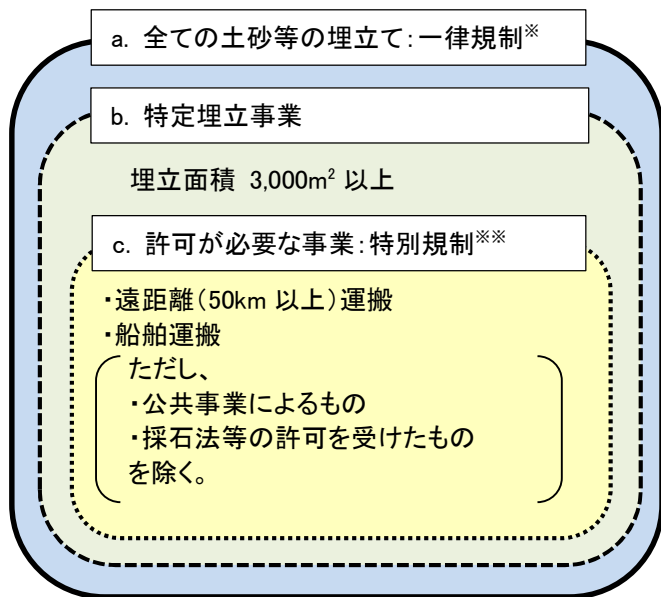 a. 全ての土砂等の埋立て：一律規制※
b. 特定埋立事業
埋立面積 3,000m² 以上
c. 許可が必要な事業：特別規制※※
・遠距離（50km 以上）運搬
・船舶運搬
ただし、
・公共事業によるもの
・採石法等の許可を受けたもの
を除く。